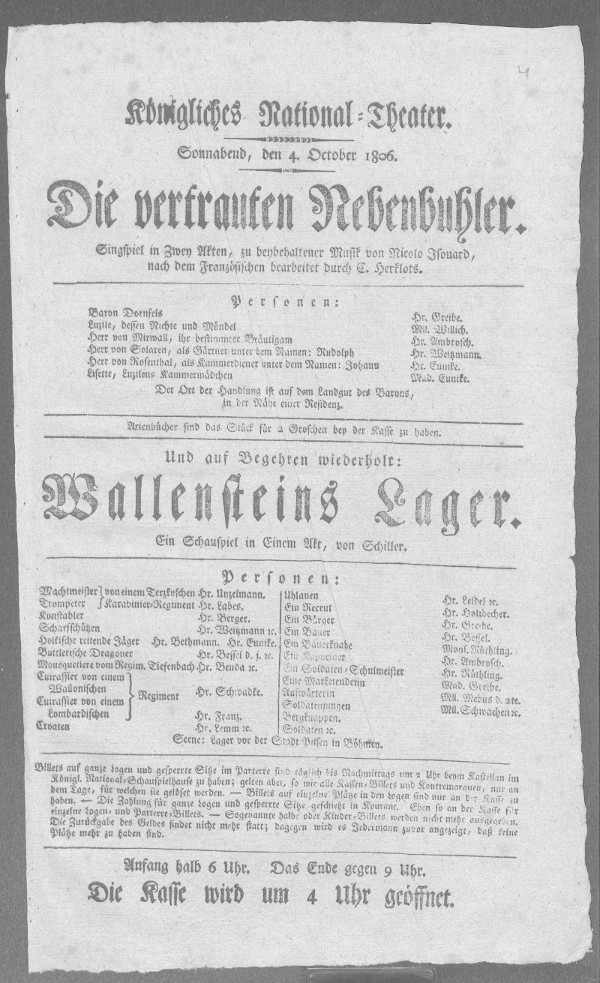 4
Königliches National-Theater.
Sonnabend, den 4. October 1806.
Die vertrauten Nebenbuhler.
Singspiel in Zwey Akten, zu beybehaltener Musik von Nicolo Isouard,
nach dem Französischen bearbeitet durch C. Herklots.
Personen:
Baron Dornfels Hr. Greibe.
Luzile, dessen Nichte und Mündel Mll. Willich.
Herr von Mirwall, ihr bestimmter Bräutigam Hr. Ambrosch.
Herr von Solaren, als Gärtner unter dem Namen: Rudolph Hr. Weitzmann.
Herr von Rosenthal, als Kammerdiener unter dem Namen: Johann Hr. Eunike.
Lisette, Luzilens Kammermädchen Mad. Eunike.
Der Ort der Handlung ist auf dem Landgut des Barons,
in der Nähe einer Residenz.
Arienbücher sind das Stück für 2 Groschen bey der Kasse zu haben.
Und auf Begehren wiederholt:
Wallensteins Lager.
Ein Schauspiel in Einem Akt, von Schiller.
Personen:
Wachtmeister } von einem Terzkyschen Hr. Unzelmann.
Trompeter } Karabinier-Regiment Hr. Labes.
Konstabler Hr. Berger.
Scharfschützen Hr. Weitzmann ꝛc.
Holkische reitende Jäger Hr. Bethmann. Hr. Eunike.
Buttlerische Dragoner Hr. Bessel d. j. ꝛc.
Mousquetiere vom Regim. Tiefenbach Hr. Benda ꝛc.
Cuirassier von einem
Wallonischen
Cuirassier von einem } Regiment Hr. Schwadke.
Lombardischen Hr. Franz.
Croaten Hr. Lemm ꝛc.
Uhlanen Hr. Leidel ꝛc.
Ein Recrut Hr. Holzbecher.
Ein Bürger Hr. Greibe.
Ein Bauer Hr. Bessel.
Ein Bauerknabe Mons. Rüthling.
Ein Kapuciner Hr. Ambrosch.
Ein Soldaten-Schulmeister Hr. Rüthling.
Eine Marketenderin Mad. Greibe.
Aufwärterin Mll. Mebus d. 2te.
Soldatenjungen Mll. Schwachen ꝛc.
Bergknappen.
Soldaten ꝛc.
Scene: Lager vor der Stadt Pilsen in Böhmen.
Billets auf ganze Logen und gesperrte Sitze im Parterre sind täglich bis Nachmittags um 2 Uhr beym Kastellan im
Königl. National-Schauspielhause zu haben; gelten aber, so wie alle Kassen-Billets und Kontremarquen, nur an
dem Tage, für welchen sie gelöset werden. — Billets auf einzelne Plätze in den Logen sind nur an der Kasse zu
haben. — Die Zahlung für ganze Logen und gesperrte Sitze geschieht in Kourant. Eben so an der Kasse für
einzelne Logen- und Parterre-Billets. — Sogenannte halbe oder Kinder-Billets werden nicht mehr ausgegeben.
Die Zurückgabe des Geldes findet nicht mehr statt; dagegen wird es Jedermann zuvor angezeigt, daß keine
Plätze mehr zu haben sind.
Anfang halb 6 Uhr. Das Ende gegen 9 Uhr.
Die Kasse wird um 4 Uhr geöffnet.